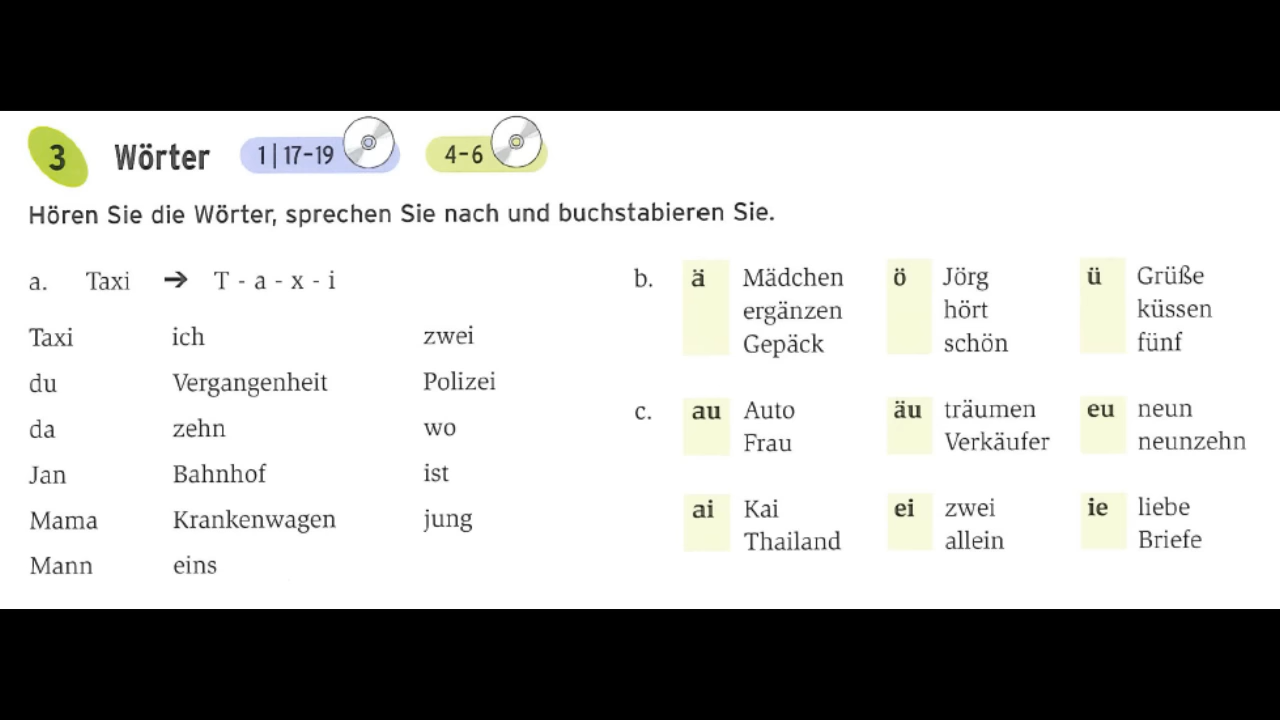 3 Wörter 1 | 17-19 4-6
Hören Sie die Wörter, sprechen Sie nach und buchstabieren Sie.
a. Taxi → T - a - x - i
Taxi ich zwei
du Vergangenheit Polizei
da zehn wo
Jan Bahnhof ist
Mama Krankenwagen jung
Mann eins
b. ä Mädchen ö Jörg ü Grüße
ergänzen hört küssen
Gepäck schön fünf
c. au Auto äu träumen eu neun
Frau Verkäufer neunzehn
ai Kai ei zwei ie liebe
Thailand allein Briefe